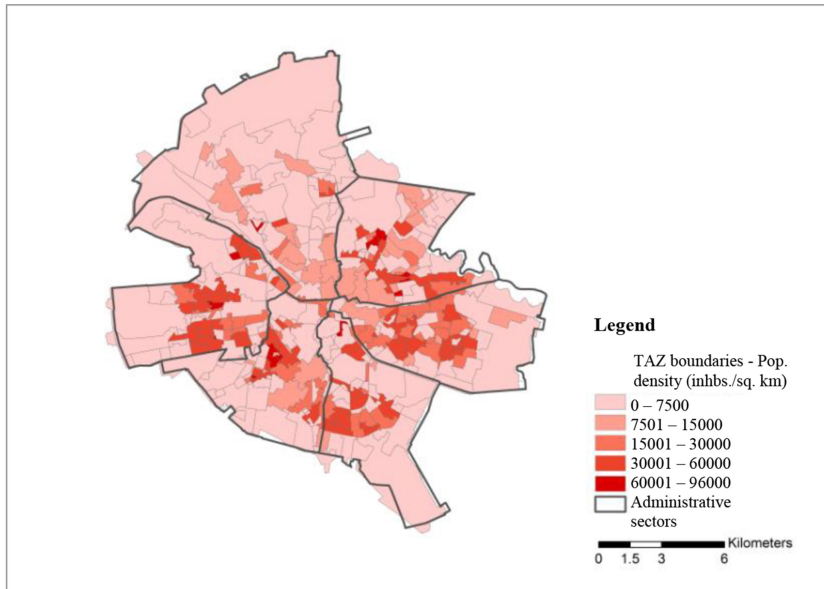 Legend
TAZ boundaries - Pop.
density (inhbs./sq. km)
0 – 7500
7501 – 15000
15001 – 30000
30001 – 60000
60001 – 96000
Administrative
sectors
Kilometers
0 1.5 3 6